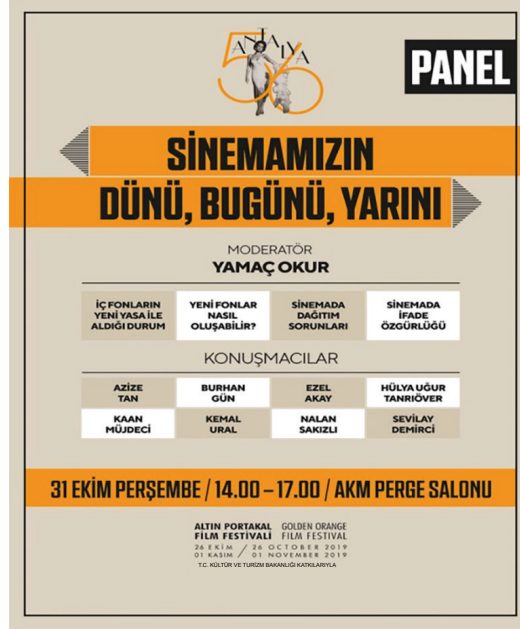 56
ANTALYA
PANEL
SİNEMAMIZIN
DÜNÜ, BUGÜNÜ, YARINI
MODERATÖR
YAMAÇ OKUR
İÇ FONLARIN
YENİ YASA İLE
ALDIĞI DURUM
YENİ FONLAR
NASIL
OLUŞABİLİR?
SİNEMADA
DAĞITIM
SORUNLARI
SİNEMADA
İFADE
ÖZGÜRLÜĞÜ
KONUŞMACILAR
AZİZE
TAN
BURHAN
GÜN
EZEL
AKAY
HÜLYA UĞUR
TANRIÖVER
KAAN
MÜJDECİ
KEMAL
URAL
NALAN
SAKIZLI
SEVİLAY
DEMİRCİ
31 EKİM PERŞEMBE / 14.00 – 17.00 / AKM PERGE SALONU
ALTIN PORTAKAL
FİLM FESTİVALİ
26 EKİM
01 KASIM
GOLDEN ORANGE
FILM FESTIVAL
26 OCTOBER 2019
01 NOVEMBER 2019
T.C. KÜLTÜR VE TURİZM BAKANLIĞI KATKILARIYLA